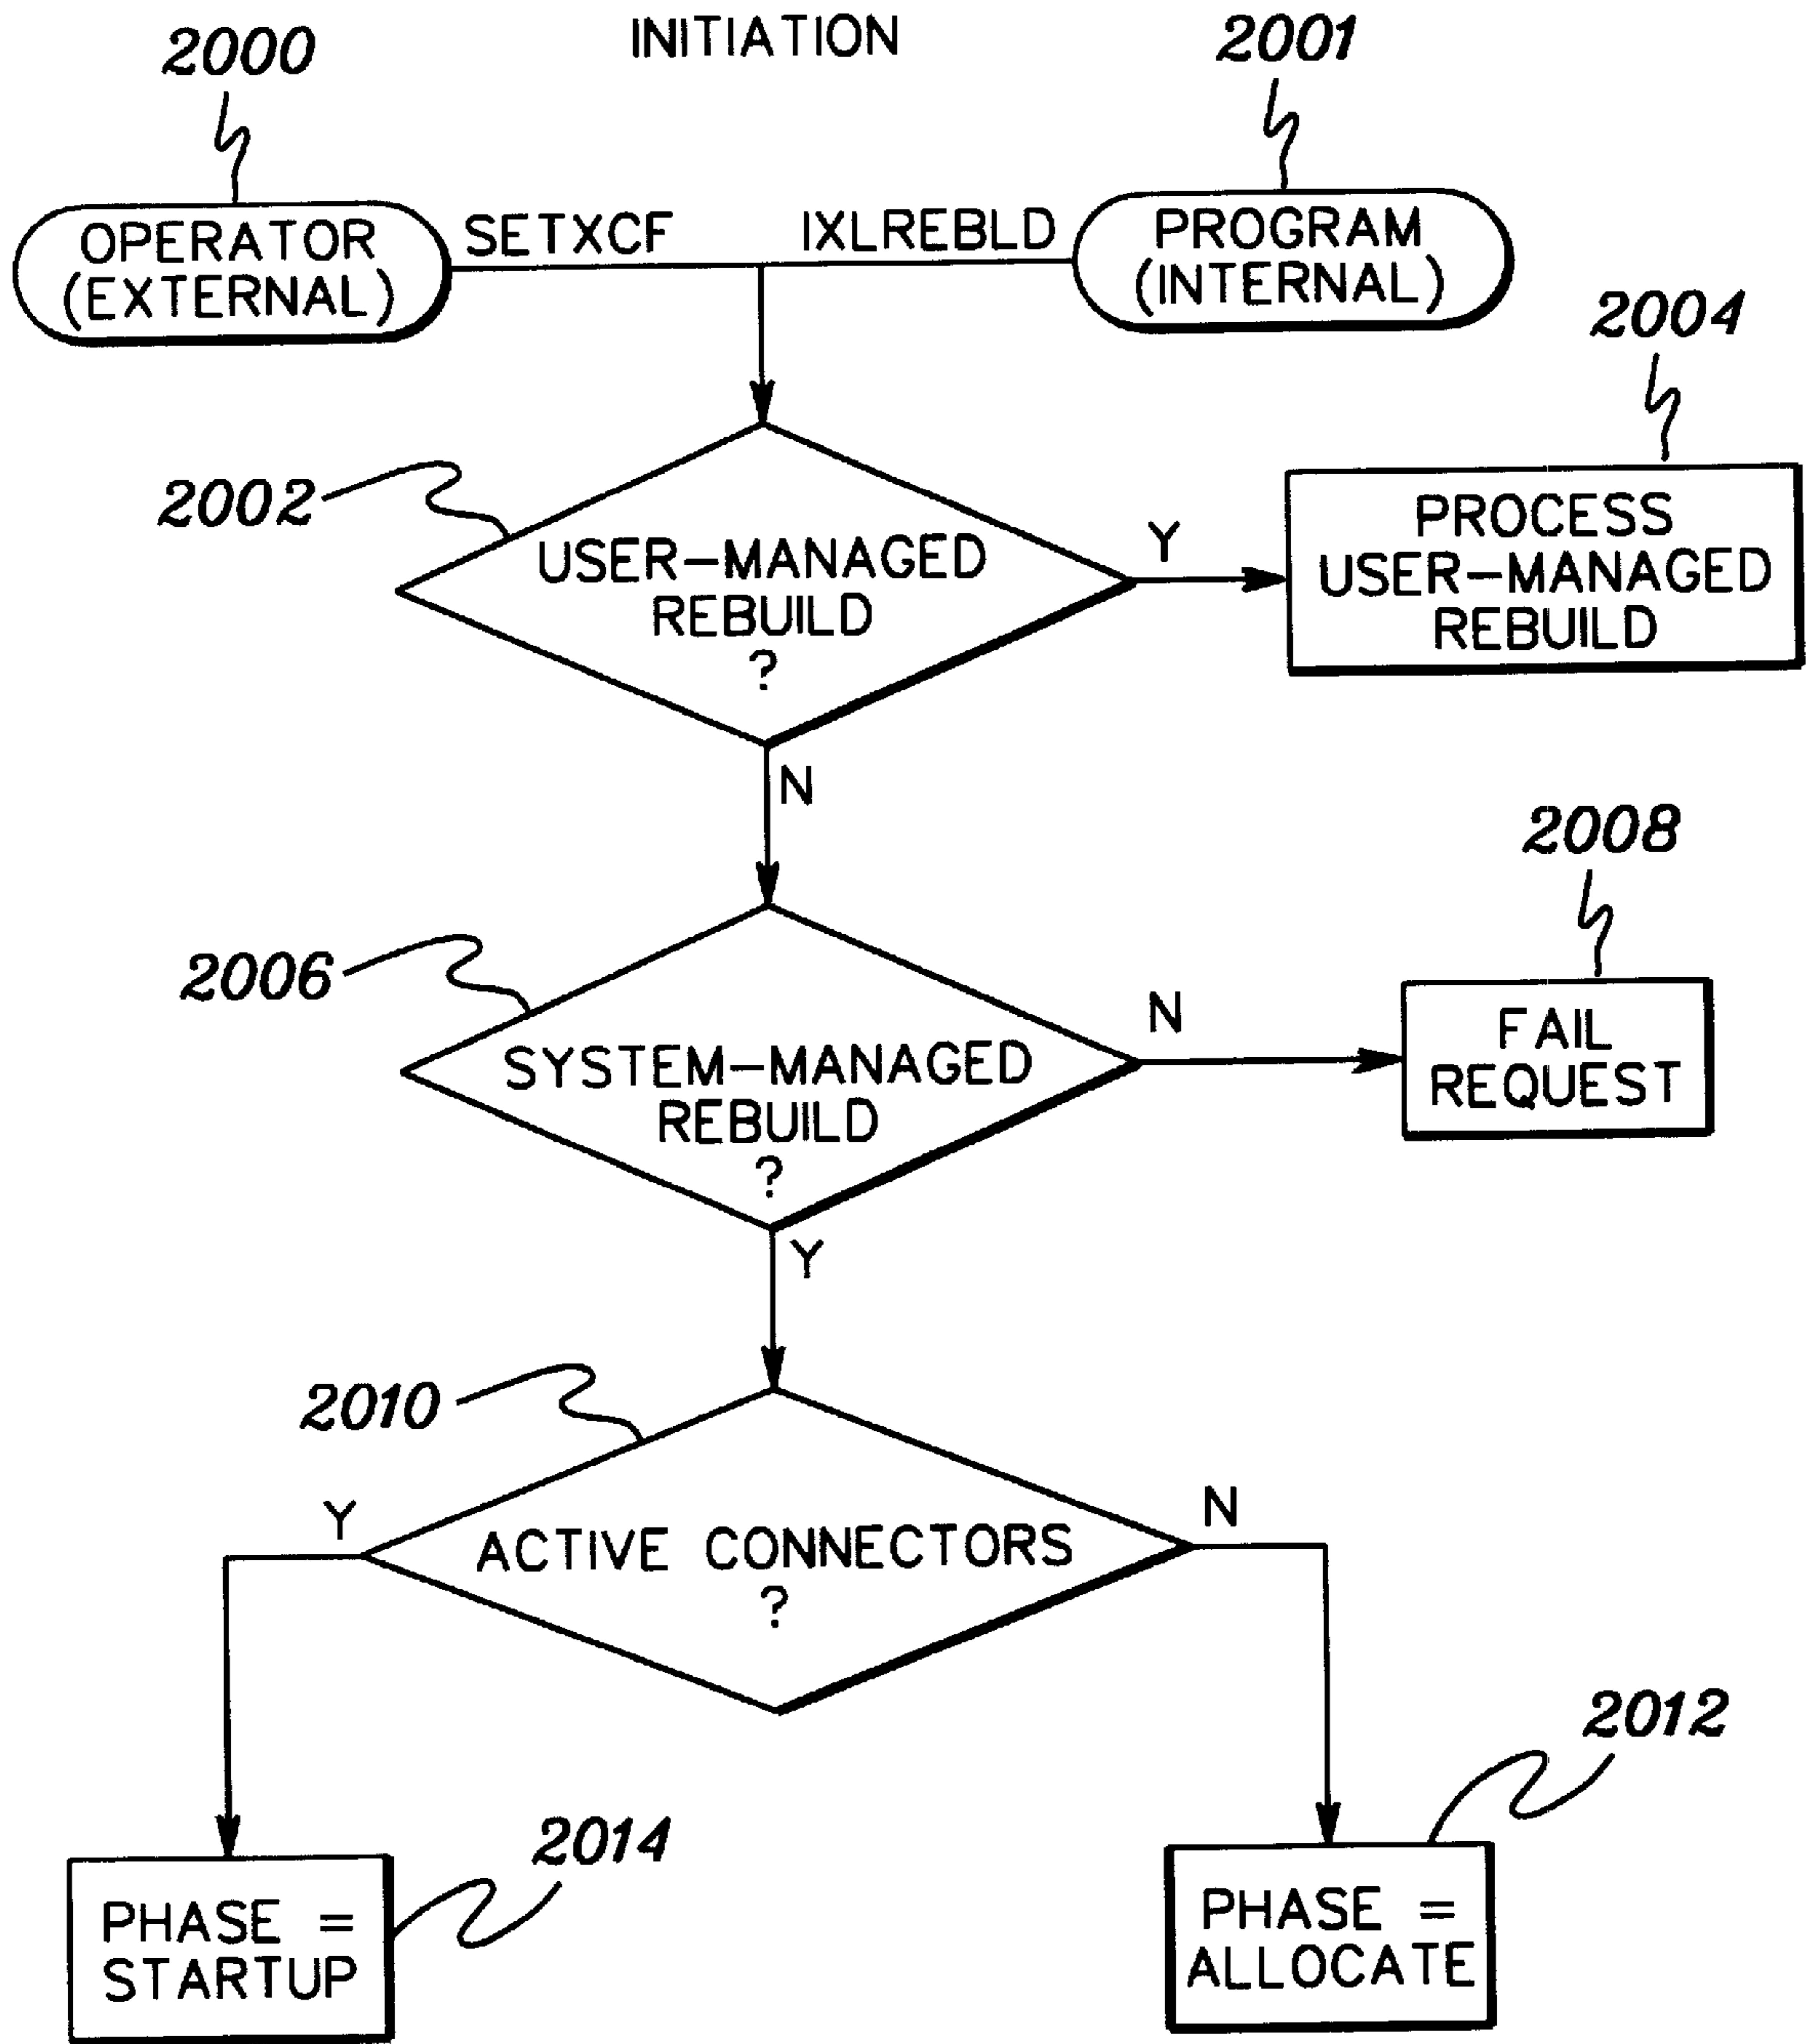 INITIATION
2000
2001
OPERATOR
(EXTERNAL)
SETXCF
IXLREBLD
PROGRAM
(INTERNAL)
2002
USER-MANAGED
REBUILD
?
Y
2004
PROCESS
USER-MANAGED
REBUILD
N
2006
SYSTEM-MANAGED
REBUILD
?
N
2008
FAIL
REQUEST
Y
2010
ACTIVE CONNECTORS
?
Y
N
2014
PHASE =
STARTUP
2012
PHASE =
ALLOCATE